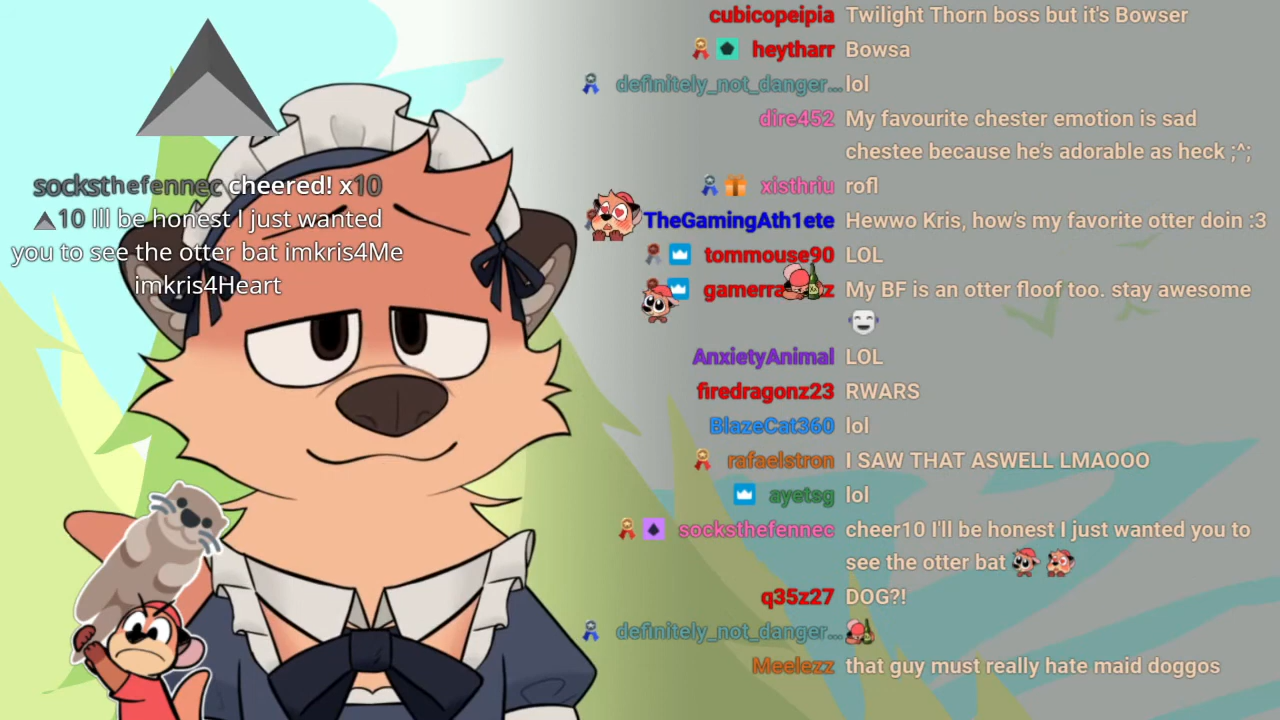 socksthefennec cheered! x10
10 Ill be honest I just wanted
you to see the otter bat imkris4Me
imkris4Heart
cubicopeipia Twilight Thorn boss but it's Bowser
heytharr Bowsa
definitely_not_danger... lol
dire452 My favourite chester emotion is sad
chestee because he's adorable as heck ;^;
xisthriu rofl
TheGamingAth1ete Hewwo Kris, how's my favorite otter doin :3
tommouse90 LOL
My BF is an otter floof too. stay awesome
AnxietyAnimal LOL
firedragonz23 RWARS
BlazeCat360 lol
rafaelstron I SAW THAT ASWELL LMAOOO
ayetsg lol
socksthefennec cheer10 I'll be honest I just wanted you to
see the otter bat
q35z27 DOG?!
definitely_not_danger...
Meelezz that guy must really hate maid doggos